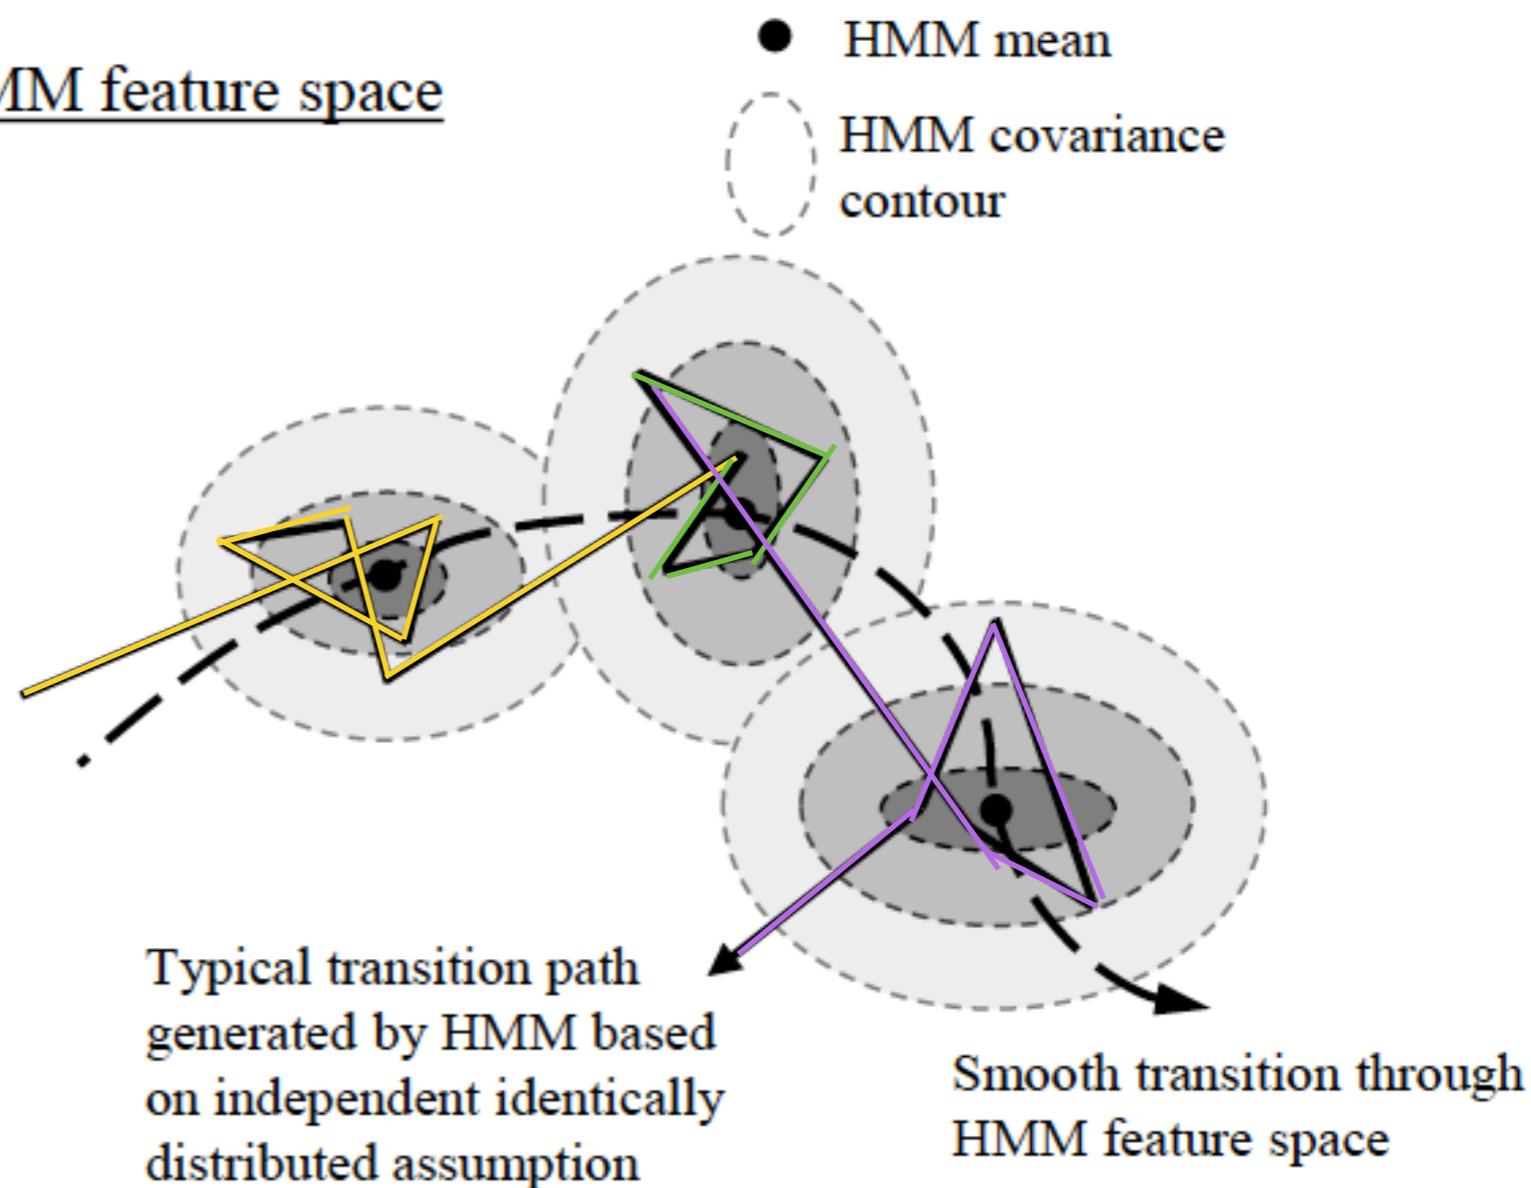 MM feature space
HMM mean
HMM covariance
contour
Typical transition path
generated by HMM based
on independent identically
distributed assumption
Smooth transition through
HMM feature space